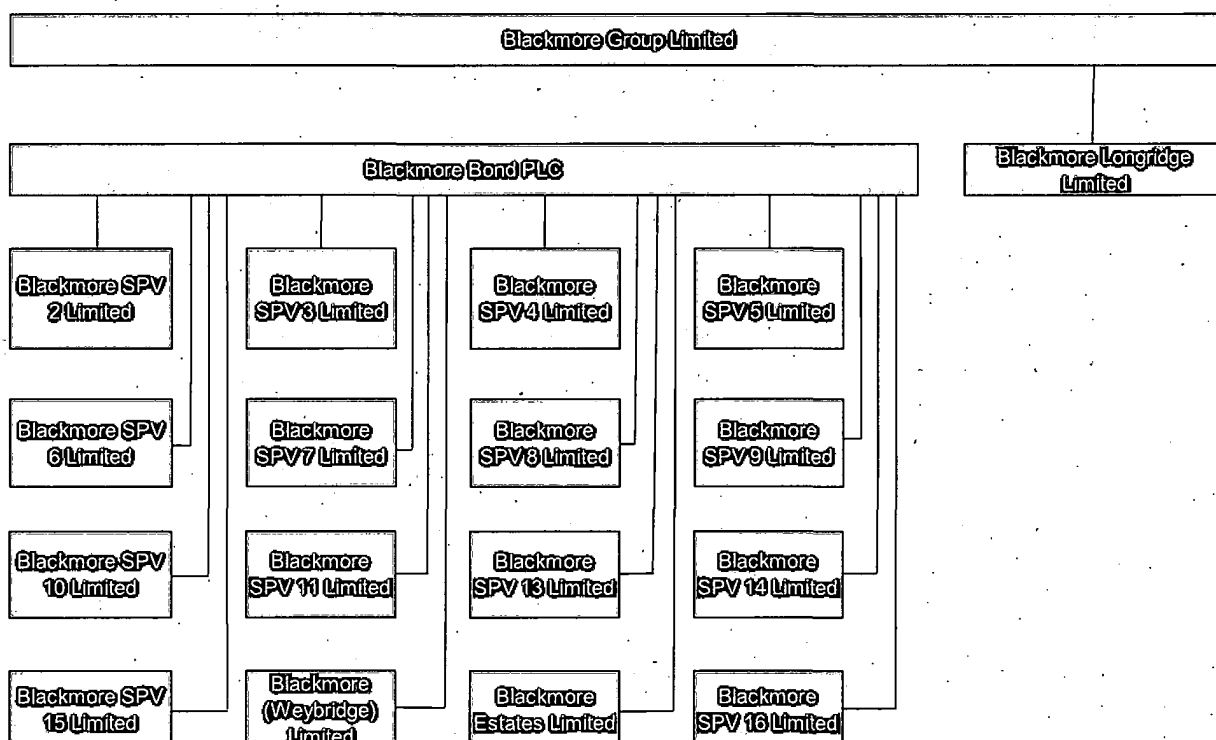 Blackmore Group Limited
Blackmore Bond PLC
Blackmore Longridge
Limited
Blackmore SPV
2 Limited
Blackmore
SPV 3 Limited
Blackmore
SPV 4 Limited
Blackmore
SPV 5 Limited
Blackmore SPV
6 Limited
Blackmore
SPV 7 Limited
Blackmore
SPV 8 Limited
Blackmore
SPV 9 Limited
Blackmore SPV
10 Limited
Blackmore
SPV 11 Limited
Blackmore
SPV 13 Limited
Blackmore
SPV 14 Limited
Blackmore SPV
15 Limited
Blackmore
(Weybridge)
Limited
Blackmore
Estates Limited
Blackmore
SPV 16 Limited